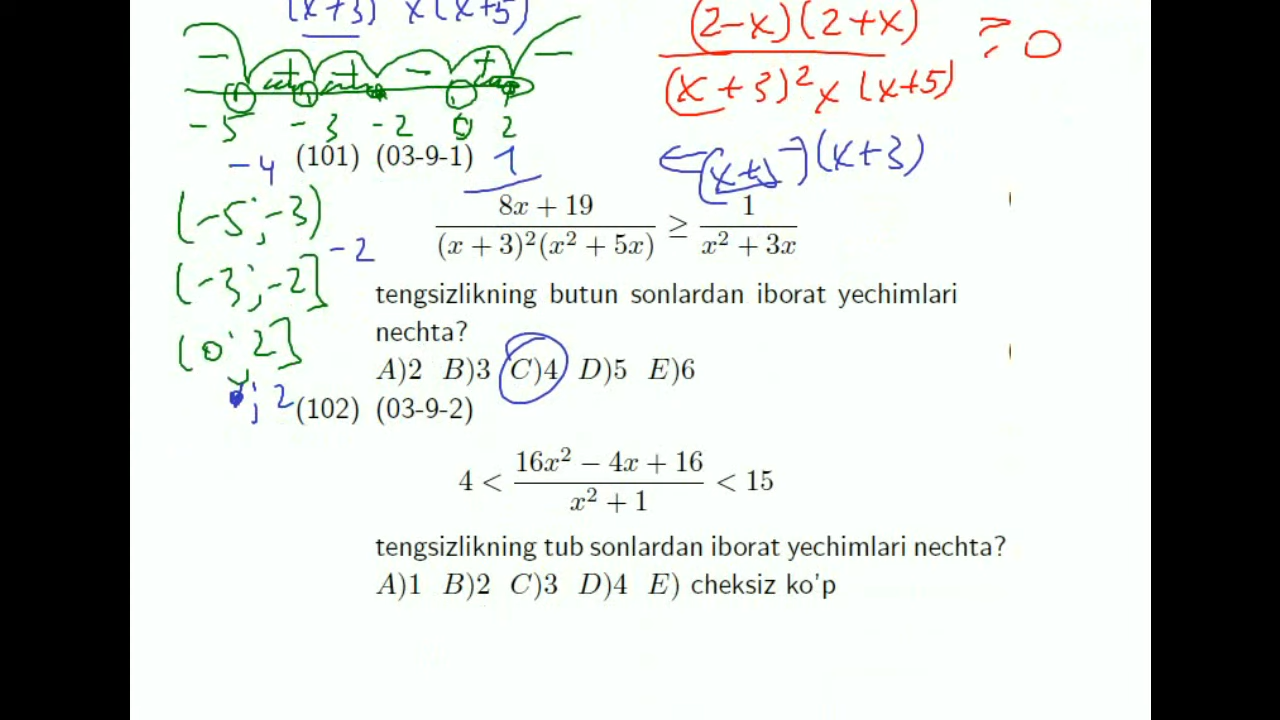 (x+3) x(x+5)
(2-x)(2+x) / (x+3)²x(x+5) ≥ 0
− + + − + −
-5 -3 -2 0 2
-4 (101) (03-9-1) 1
(x+3)
(-5;-3)
8x + 19 / (x + 3)²(x² + 5x) ≥ 1 / x² + 3x
-2
(-3;-2]
tengsizlikning butun sonlardan iborat yechimlari
nechta?
(0;2]
A)2 B)3 C)4 D)5 E)6
; 2
(102) (03-9-2)
4 < 16x² − 4x + 16 / x² + 1 < 15
tengsizlikning tub sonlardan iborat yechimlari nechta?
A)1 B)2 C)3 D)4 E) cheksiz ko'p